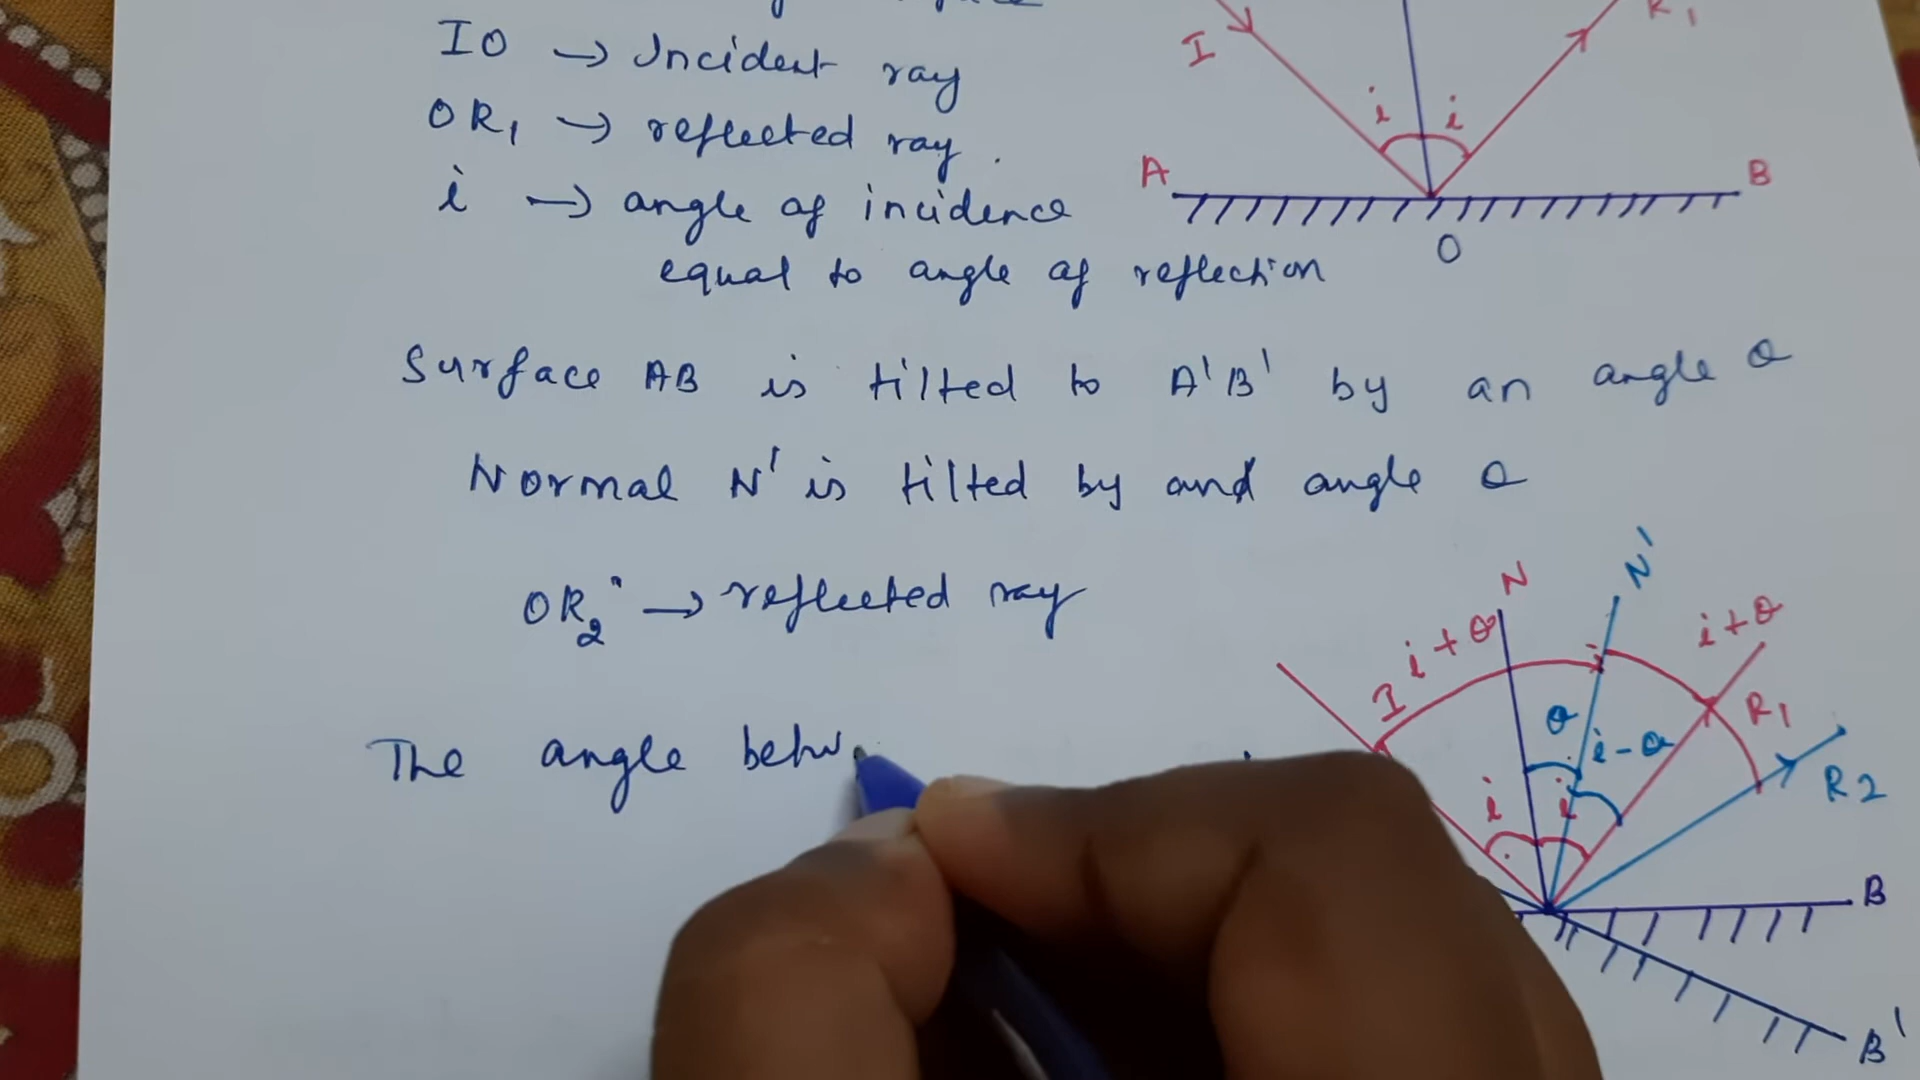 IO → Incident ray
OR₁ → reflected ray.
i → angle of incidence
equal to angle of reflection
Surface AB is tilted to A'B' by an angle θ
Normal N' is tilted by and angle θ
OR₂ → reflected ray
The angle betw
I
R₁
i i
A B
O
N N'
i+θ i+θ
I
R₁
θ i-θ
R2
i i
B
B'